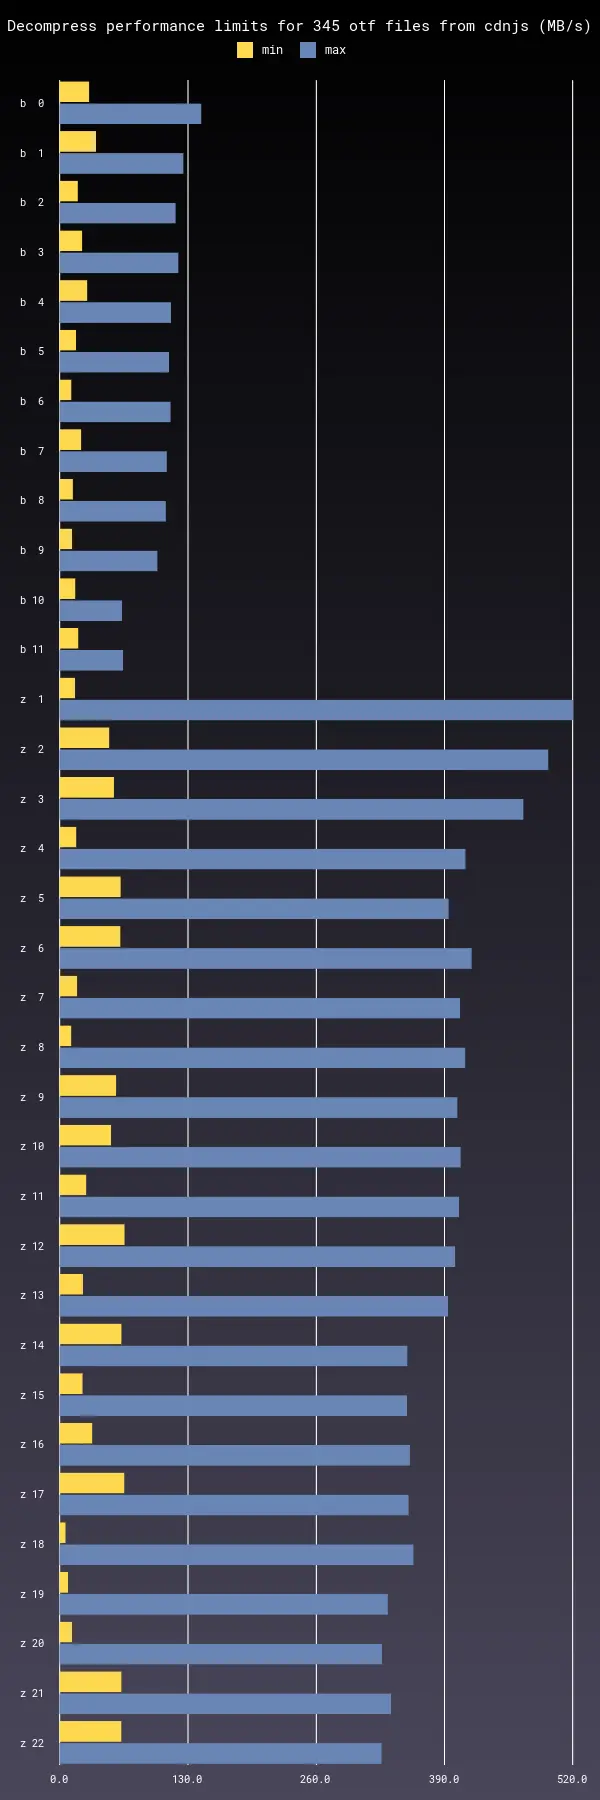 Decompress performance limits for 345 otf files from cdnjs (MB/s)
min max
b 0
b 1
b 2
b 3
b 4
b 5
b 6
b 7
b 8
b 9
b 10
b 11
z 1
z 2
z 3
z 4
z 5
z 6
z 7
z 8
z 9
z 10
z 11
z 12
z 13
z 14
z 15
z 16
z 17
z 18
z 19
z 20
z 21
z 22
0.0 130.0 260.0 390.0 520.0